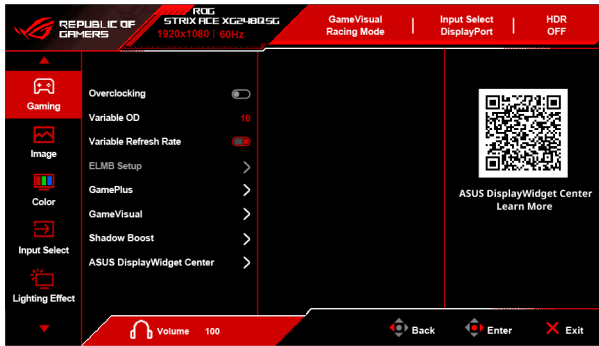 REPUBLIC OF
GAMERS
ROG
STRIX ACE XG248QSG
1920x1080 | 60Hz
GameVisual
Racing Mode
Input Select
DisplayPort
HDR
OFF
Gaming
Image
Color
Input Select
Lighting Effect
Overclocking
Variable OD 10
Variable Refresh Rate
ELMB Setup
GamePlus
GameVisual
Shadow Boost
ASUS DisplayWidget Center
ASUS DisplayWidget Center
Learn More
Volume 100
Back
Enter
Exit